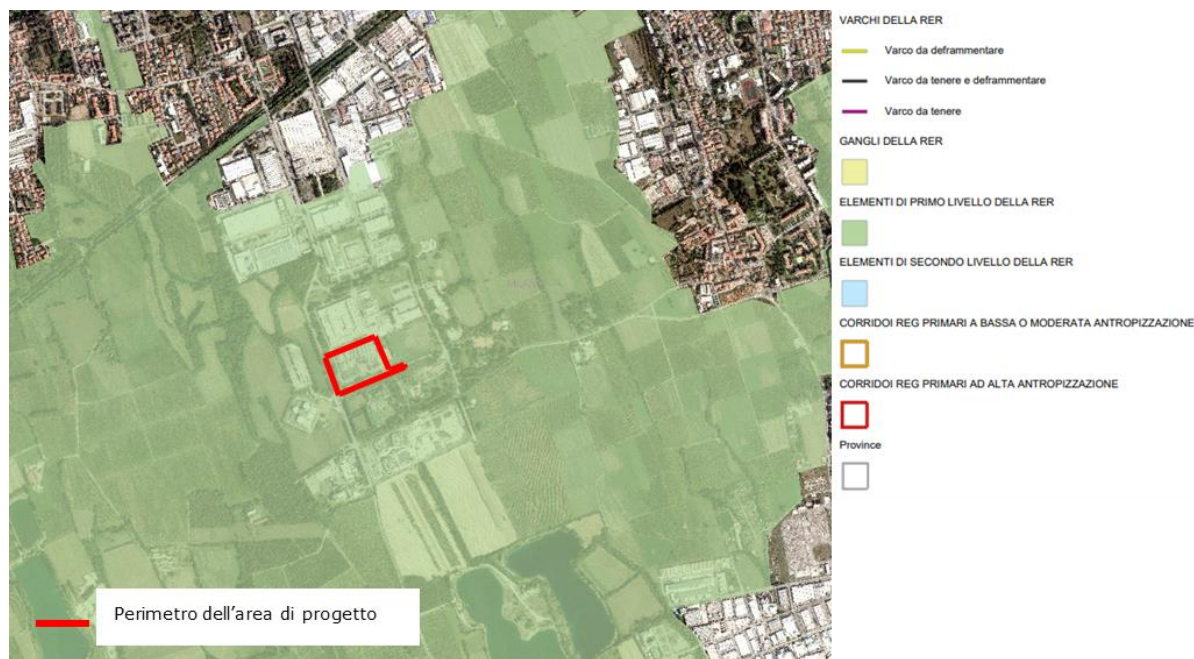 VARCHI DELLA RER
Varco da deframmentare
Varco da tenere e deframmentare
Varco da tenere
GANGLI DELLA RER
ELEMENTI DI PRIMO LIVELLO DELLA RER
ELEMENTI DI SECONDO LIVELLO DELLA RER
CORRIDOI REG PRIMARI A BASSA O MODERATA ANTROPIZZAZIONE
CORRIDOI REG PRIMARI AD ALTA ANTROPIZZAZIONE
Province
Perimetro dell'area di progetto